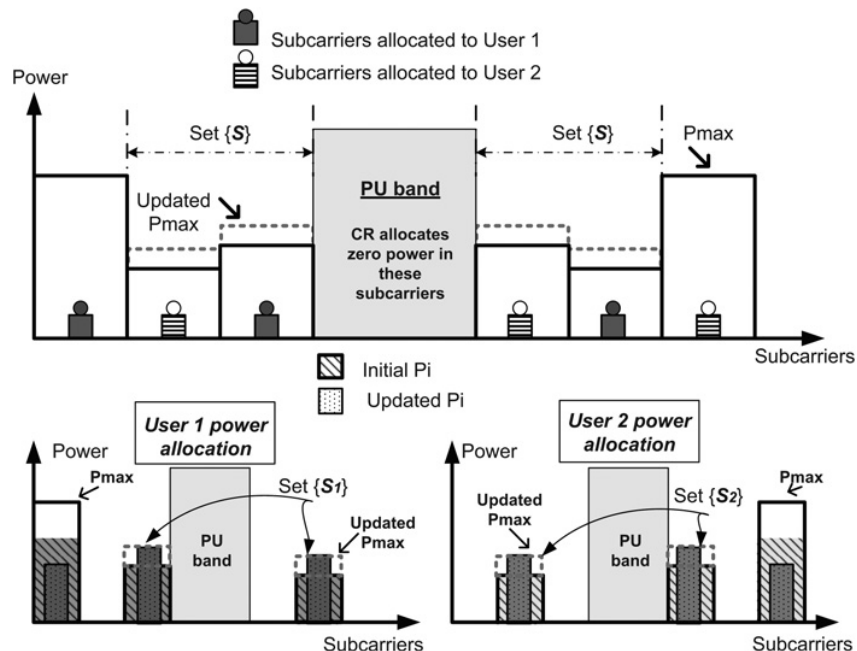 Subcarriers allocated to User 1
Subcarriers allocated to User 2
Power
Set {S}
Set {S}
Pmax
Updated
Pmax
PU band
CR allocates
zero power in
these
subcarriers
Subcarriers
Initial Pi
Updated Pi
User 1 power
allocation
Power
Pmax
Set {S1}
Updated
Pmax
PU
band
Subcarriers
User 2 power
allocation
Power
Pmax
Set {S2}
Updated
Pmax
PU
band
Subcarriers